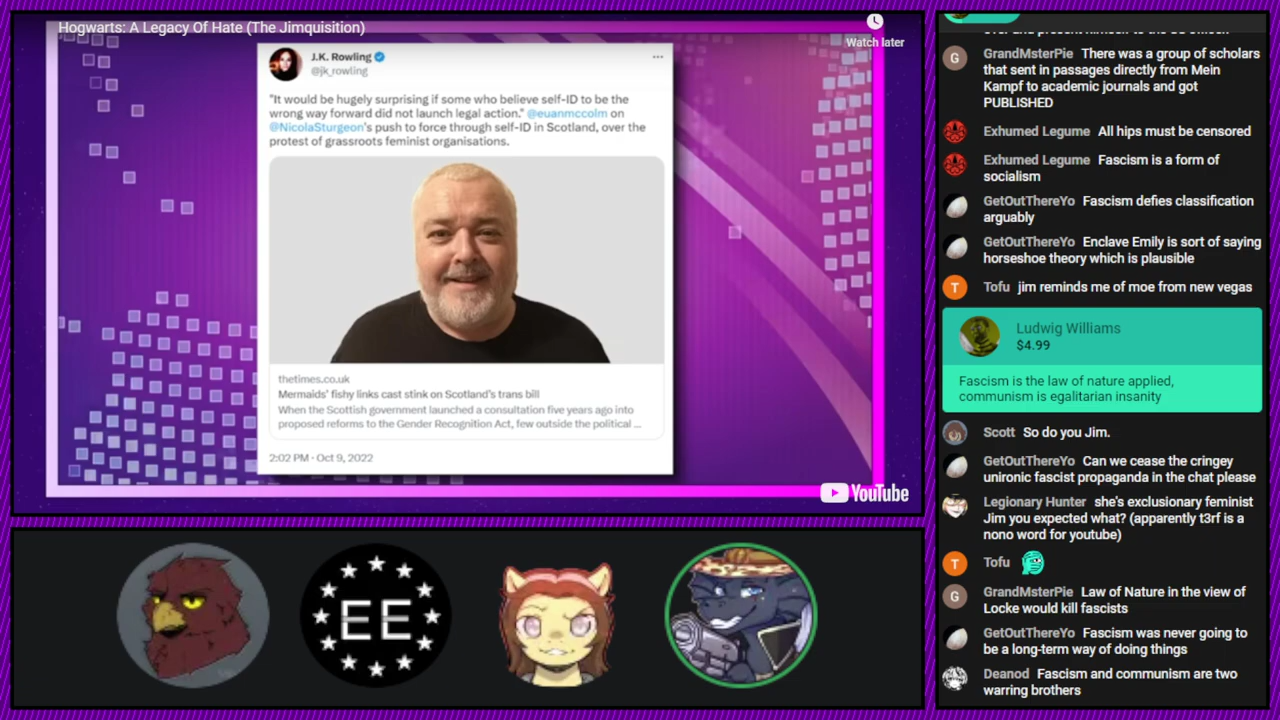 Hogwarts: A Legacy Of Hate (The Jimquisition)
Watch later
J.K. Rowling
@jk_rowling
"It would be hugely surprising if some who believe self-ID to be the
wrong way forward did not launch legal action." @euanmccolm on
@NicolaSturgeon's push to force through self-ID in Scotland, over the
protest of grassroots feminist organisations.
thetimes.co.uk
Mermaids' fishy links cast stink on Scotland's trans bill
When the Scottish government launched a consultation five years ago into
proposed reforms to the Gender Recognition Act, few outside the political ...
2:02 PM · Oct 9, 2022
YouTube
EE
G
GrandMsterPie There was a group of scholars
that sent in passages directly from Mein
Kampf to academic journals and got
PUBLISHED
Exhumed Legume All hips must be censored
Exhumed Legume Fascism is a form of
socialism
GetOutThereYo Fascism defies classification
arguably
GetOutThereYo Enclave Emily is sort of saying
horseshoe theory which is plausible
T
Tofu jim reminds me of moe from new vegas
Ludwig Williams
$4.99
Fascism is the law of nature applied,
communism is egalitarian insanity
Scott So do you Jim.
GetOutThereYo Can we cease the cringey
unironic fascist propaganda in the chat please
Legionary Hunter she's exclusionary feminist
Jim you expected what? (apparently t3rf is a
nono word for youtube)
T
Tofu
G
GrandMsterPie Law of Nature in the view of
Locke would kill fascists
GetOutThereYo Fascism was never going to
be a long-term way of doing things
Deanod Fascism and communism are two
warring brothers